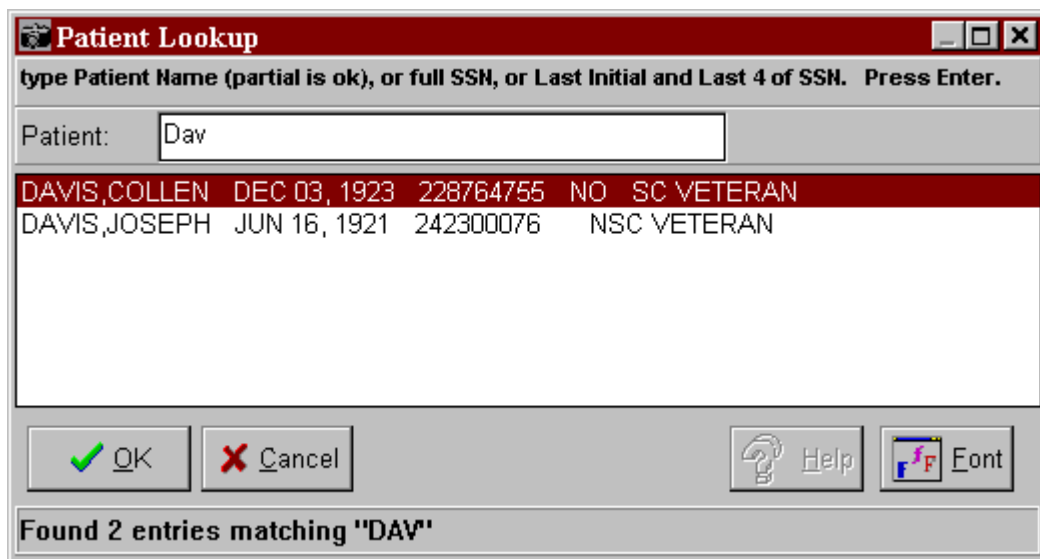 Patient Lookup
type Patient Name (partial is ok), or full SSN, or Last Initial and Last 4 of SSN. Press Enter.
Patient: Dav
DAVIS,COLLEN DEC 03, 1923 228764755 NO SC VETERAN
DAVIS,JOSEPH JUN 16, 1921 242300076 NSC VETERAN
OK Cancel Help Font
Found 2 entries matching "DAV"